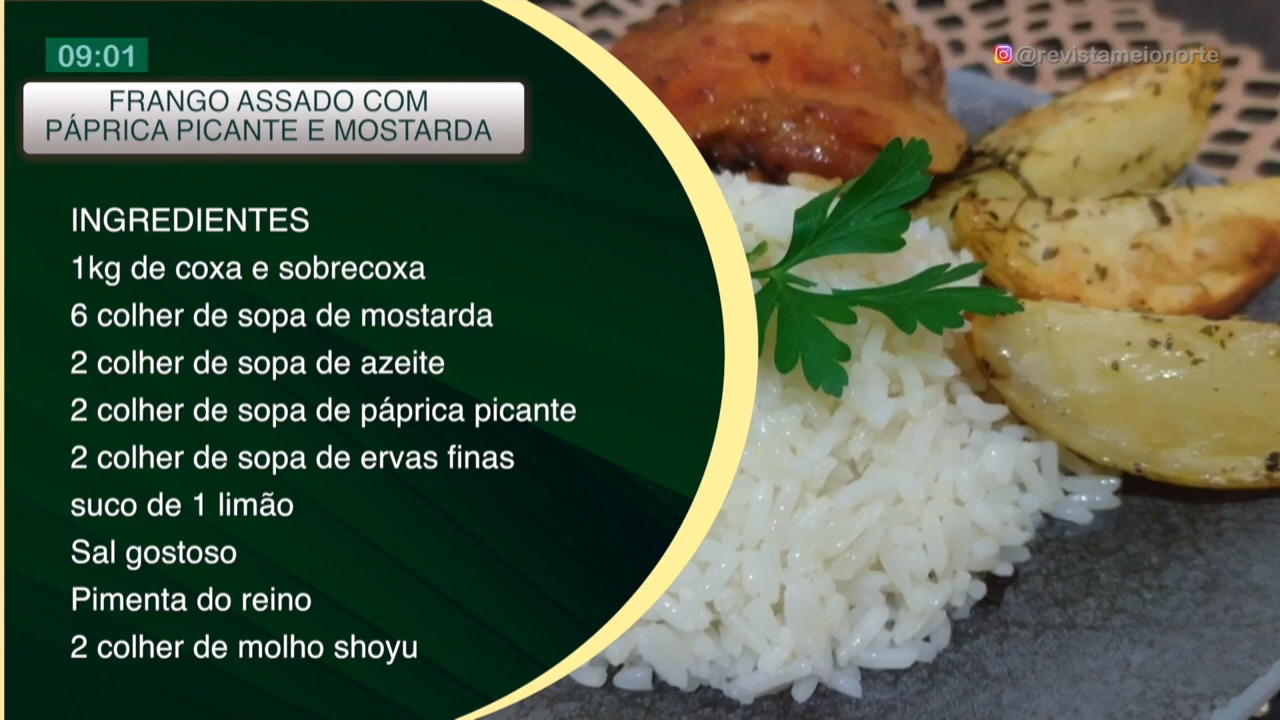 09:01
@revistameionorte
FRANGO ASSADO COM
PÁPRICA PICANTE E MOSTARDA
INGREDIENTES
1kg de coxa e sobrecoxa
6 colher de sopa de mostarda
2 colher de sopa de azeite
2 colher de sopa de páprica picante
2 colher de sopa de ervas finas
suco de 1 limão
Sal gostoso
Pimenta do reino
2 colher de molho shoyu